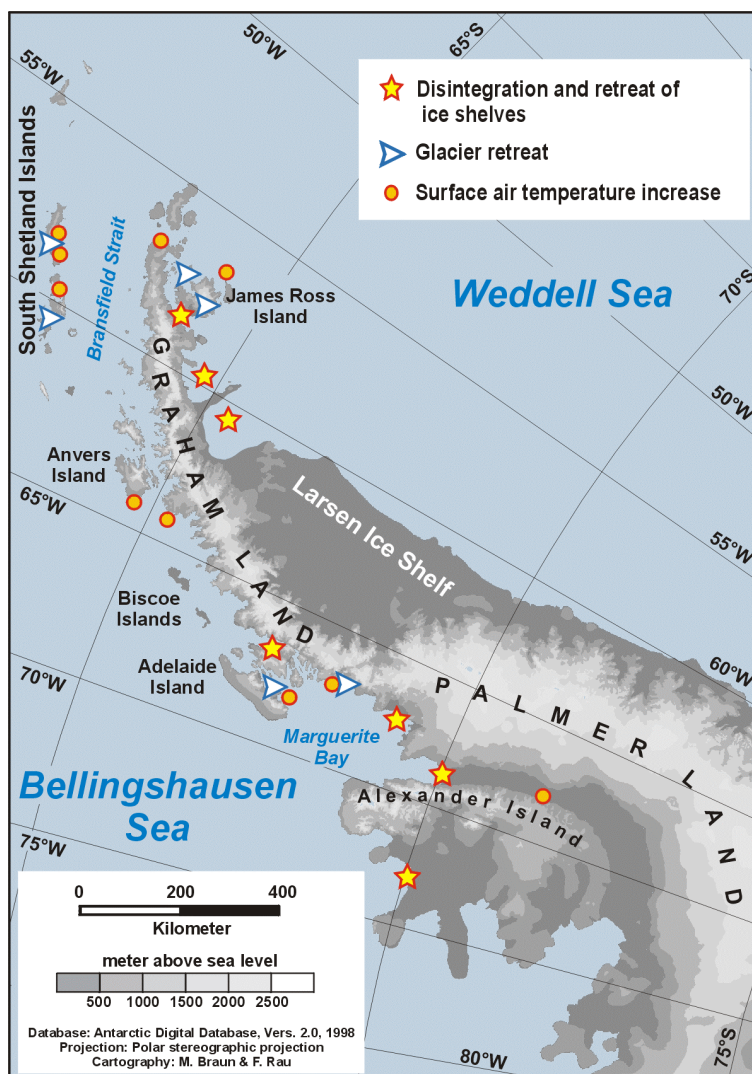 55°W
50°W
65°S
Disintegration and retreat of
ice shelves
Glacier retreat
Surface air temperature increase
South Shetland Islands
Bransfield Strait
James Ross
Island
Weddell Sea
70°S
50°W
GRAHAM LAND
Anvers
Island
65°W
Larsen Ice Shelf
55°W
Biscoe
Islands
Adelaide
Island
70°W
60°W
PALMER LAND
Marguerite
Bay
Bellingshausen
Sea
Alexander Island
75°W
0 200 400
Kilometer
meter above sea level
500 1000 1500 2000 2500
Database: Antarctic Digital Database, Vers. 2.0, 1998
Projection: Polar stereographic projection
Cartography: M. Braun & F. Rau
80°W
75°S